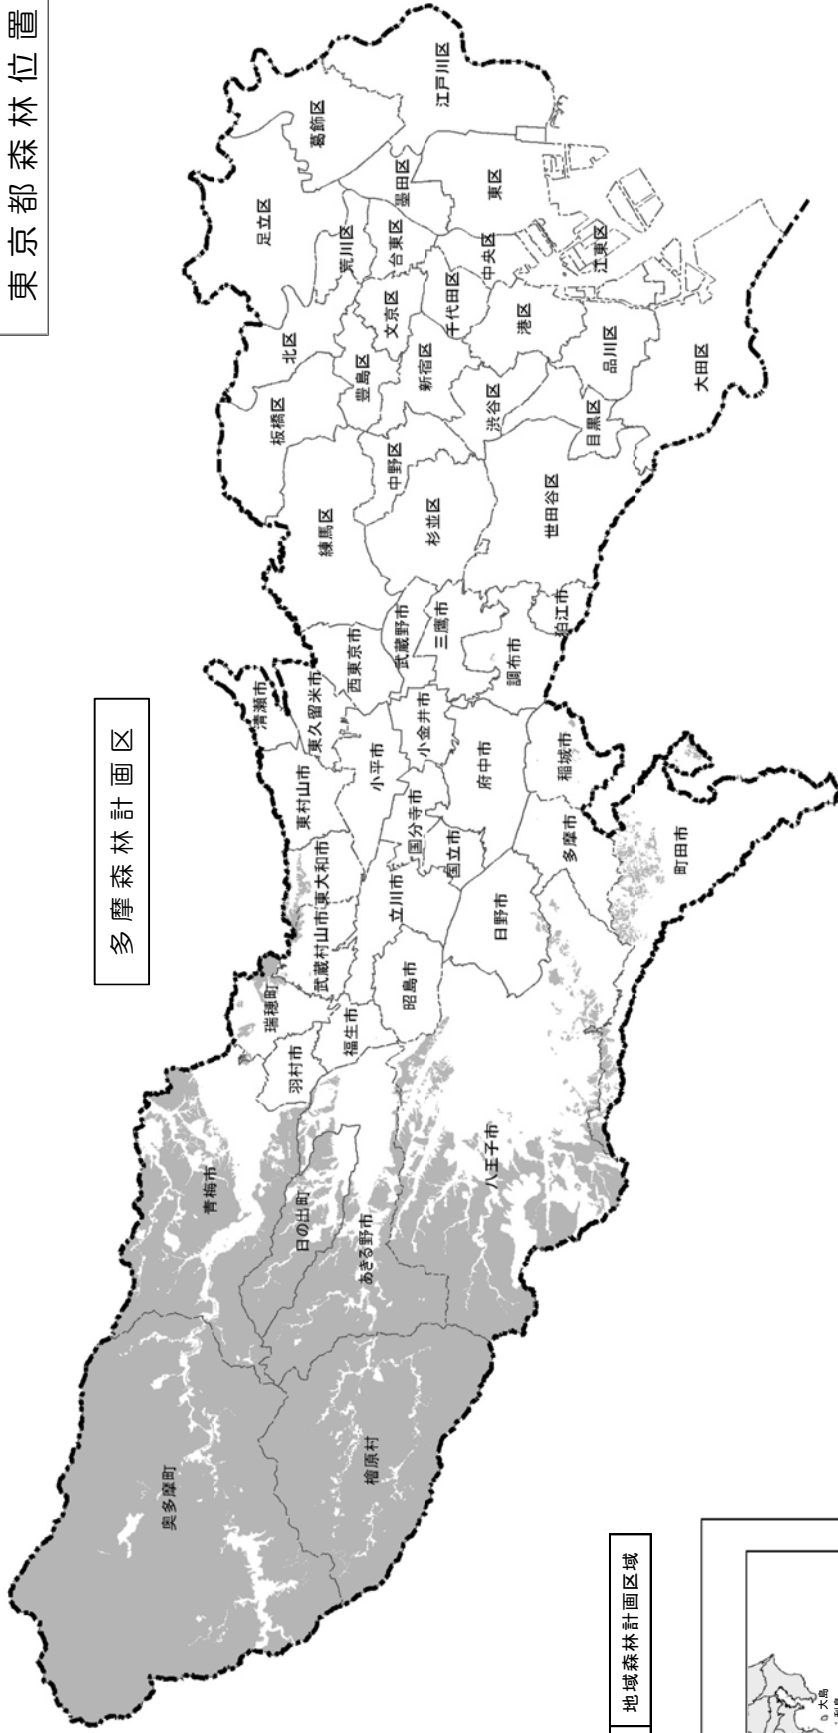 東京都森林位置
多摩森林計画区
奥多摩町
檜原村
青梅市
日の出町
あきる野市
八王子市
羽村市
瑞穂町
福生市
昭島市
武蔵村山市
東大和市
立川市
日野市
東村山市
国分寺市
国立市
多摩市
町田市
清瀬市
東久留米市
小平市
小金井市
府中市
稲城市
西東京市
武蔵野市
三鷹市
調布市
狛江市
練馬区
杉並区
世田谷区
板橋区
中野区
北区
豊島区
新宿区
渋谷区
目黒区
文京区
千代田区
港区
品川区
大田区
足立区
荒川区
台東区
中央区
江東区
葛飾区
墨田区
東区
江戸川区
地域森林計画区域
大島